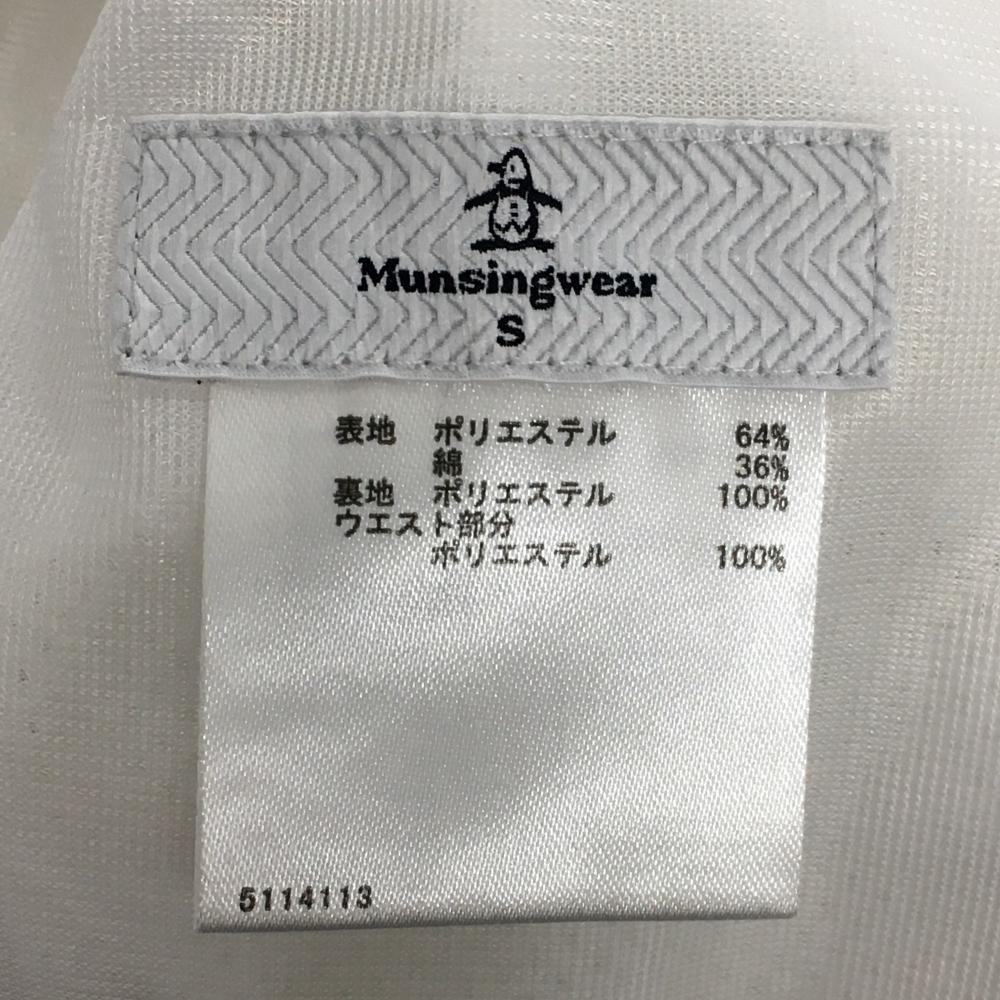 Munsingwear
S
表地 ポリエステル 64%
綿 36%
裏地 ポリエステル 100%
ウエスト部分
ポリエステル 100%
5114113